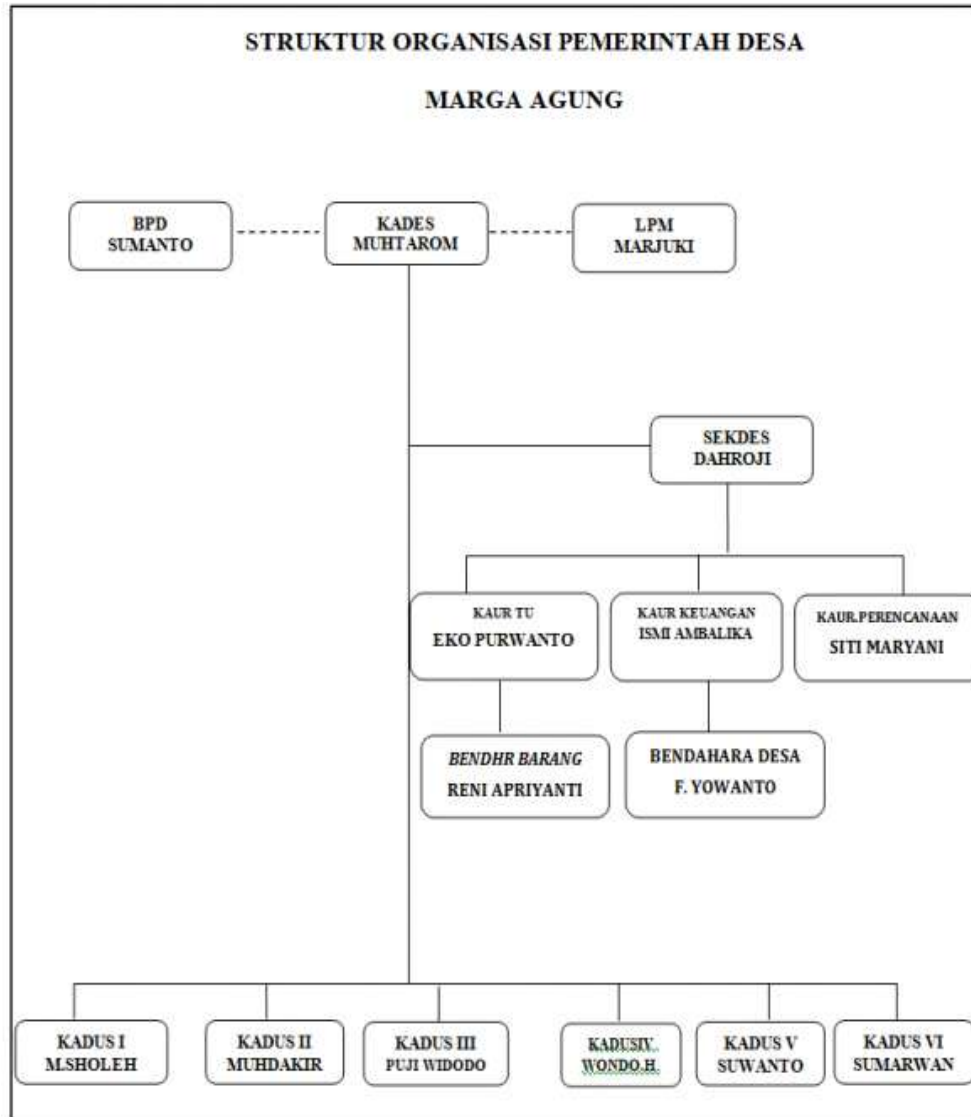 STRUKTUR ORGANISASI PEMERINTAH DESA
MARGA AGUNG
BPD
SUMANTO
KADES
MUHTAROM
LPM
MARJUKI
SEKDES
DAHROJI
KAUR TU
EKO PURWANTO
KAUR KEUANGAN
ISMI AMBALIKA
KAUR.PERENCANAAN
SITI MARYANI
BENDHR BARANG
RENI APRIYANTI
BENDAHARA DESA
F. YOWANTO
KADUS I
M.SHOLEH
KADUS II
MUHDAKIR
KADUS III
PUJI WIDODO
KADUSIV
WONDO.H
KADUS V
SUWANTO
KADUS VI
SUMARWAN